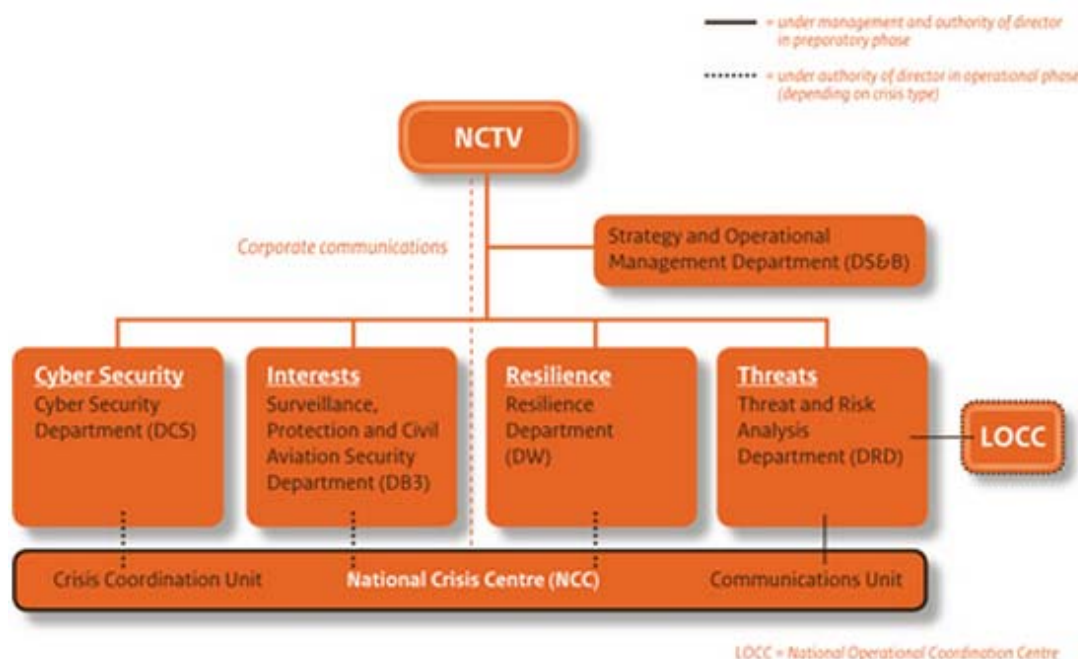 = under management and authority of director
in preparatory phase
= under authority of director in operational phase
(depending on crisis type)
NCTV
Corporate communications
Strategy and Operational
Management Department (DS&B)
Cyber Security
Cyber Security
Department (DCS)
Interests
Surveillance,
Protection and Civil
Aviation Security
Department (DB3)
Resilience
Resilience
Department
(DW)
Threats
Threat and Risk
Analysis
Department (DRD)
LOCC
Crisis Coordination Unit
National Crisis Centre (NCC)
Communications Unit
LOCC = National Operational Coordination Centre